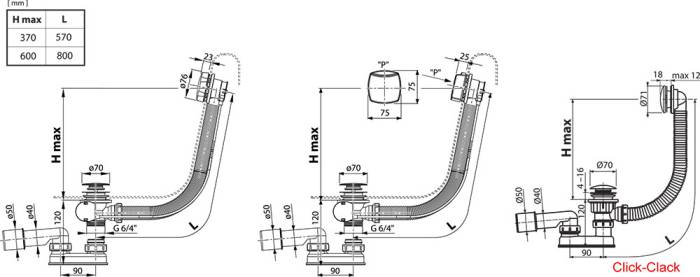 [ mm ]
H max L
370 570
600 800
23
ø76
H max
ø70
ø50
ø40
120
G 6/4"
L
90
"P"
25
"P"
75
75
H max
ø70
ø50
ø40
120
G 6/4"
L
90
18
max 12
Ø71
H max
Ø70
4–16
Ø50
Ø40
120
L
90
Click-Clack